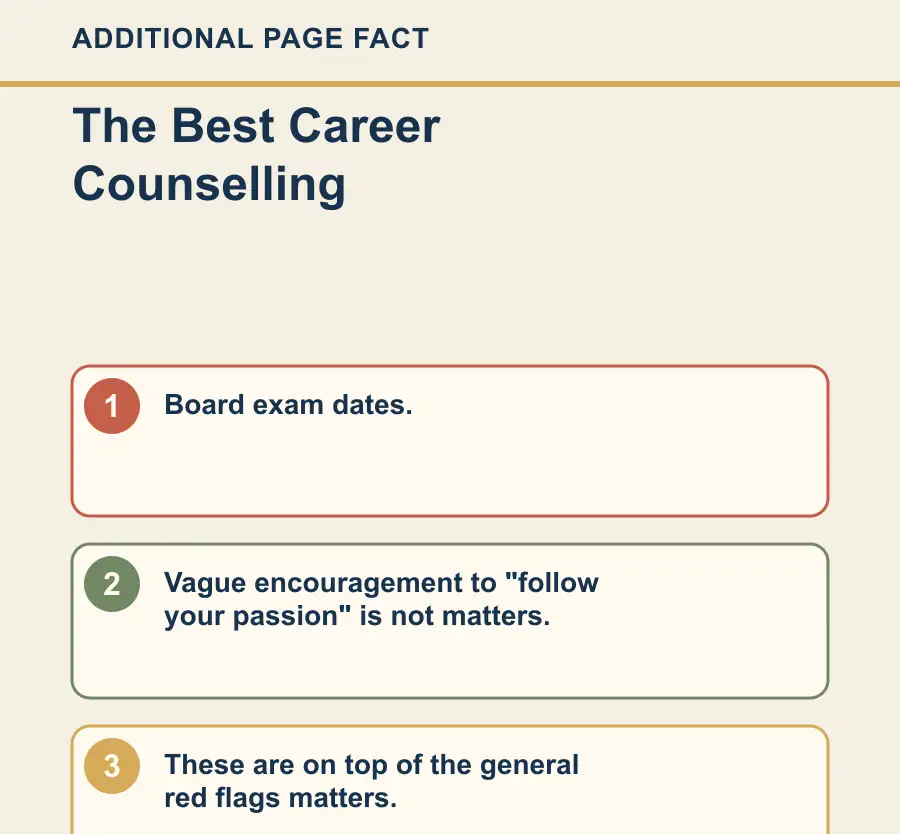 ADDITIONAL PAGE FACT
The Best Career
Counselling
1
Board exam dates.
2
Vague encouragement to "follow
your passion" is not matters.
3
These are on top of the general
red flags matters.